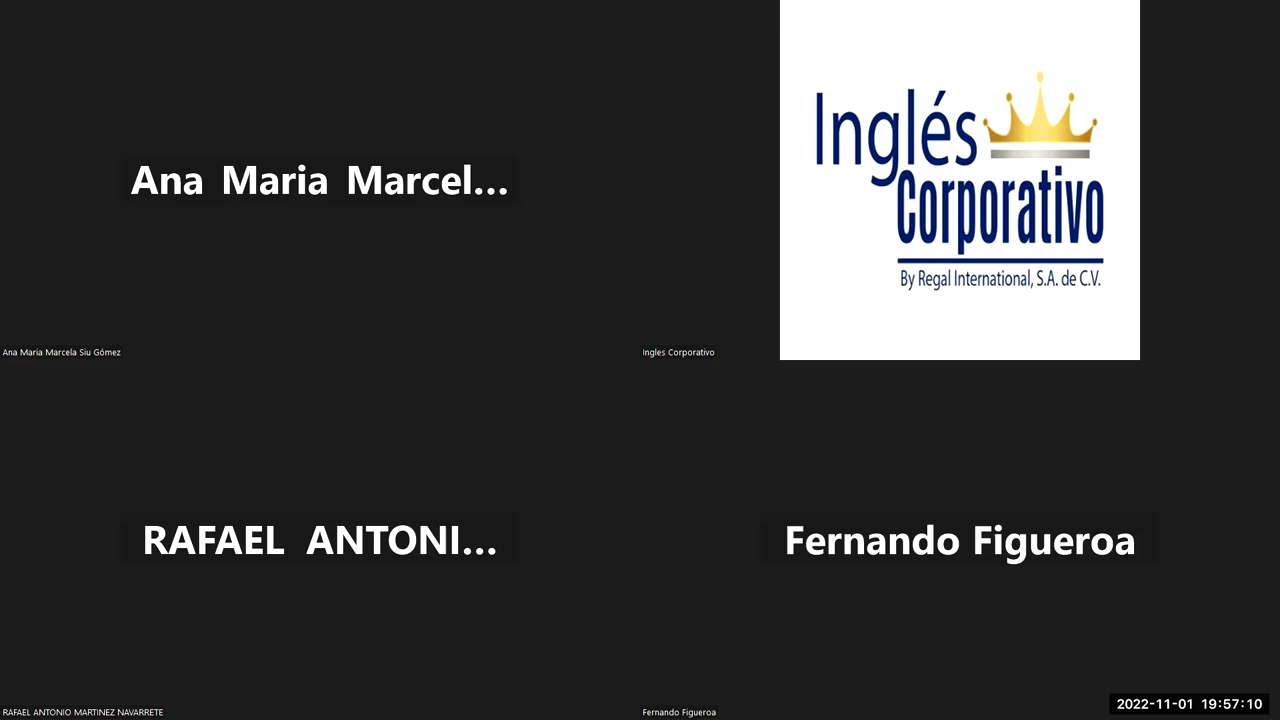 Ana Maria Marcel...
Ana Maria Marcela Siu Gómez
Inglés
Corporativo
By Regal International, S.A. de C.V.
Ingles Corporativo
RAFAEL ANTONI...
RAFAEL ANTONIO MARTINEZ NAVARRETE
Fernando Figueroa
Fernando Figueroa
2022-11-01 19:57:10